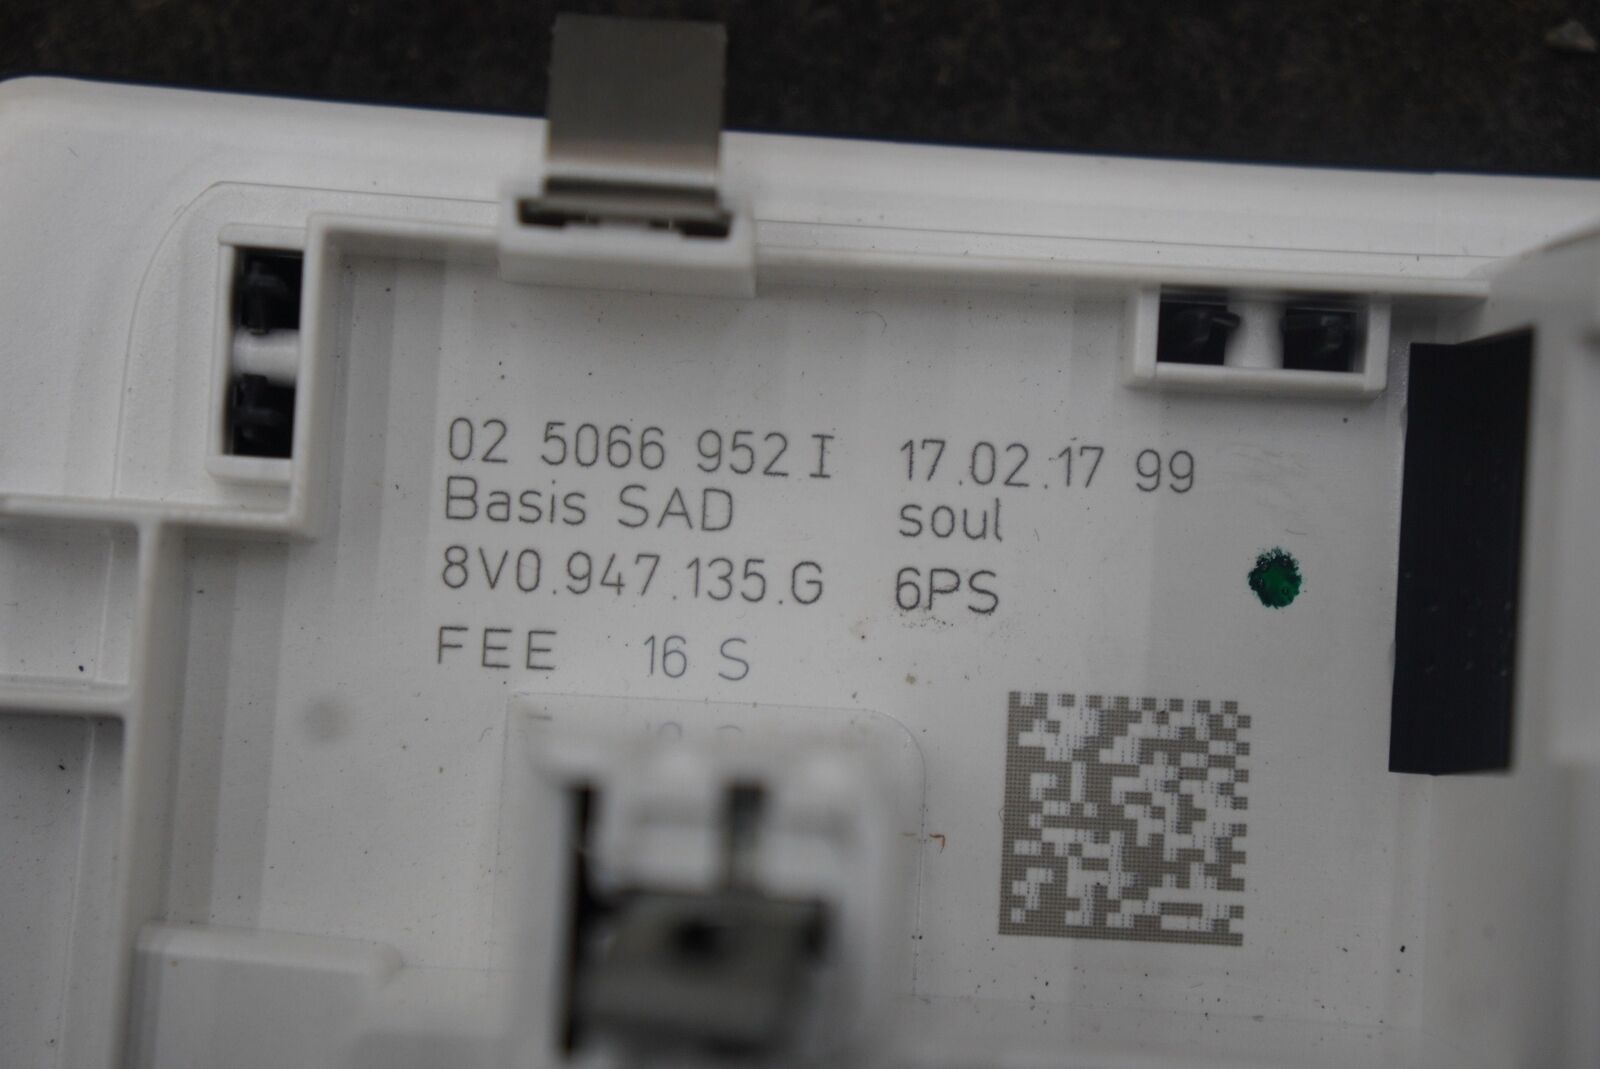 02 5066 952 I 17.02.17 99
Basis SAD soul
8V0.947.135.G 6PS
FEE 16 S